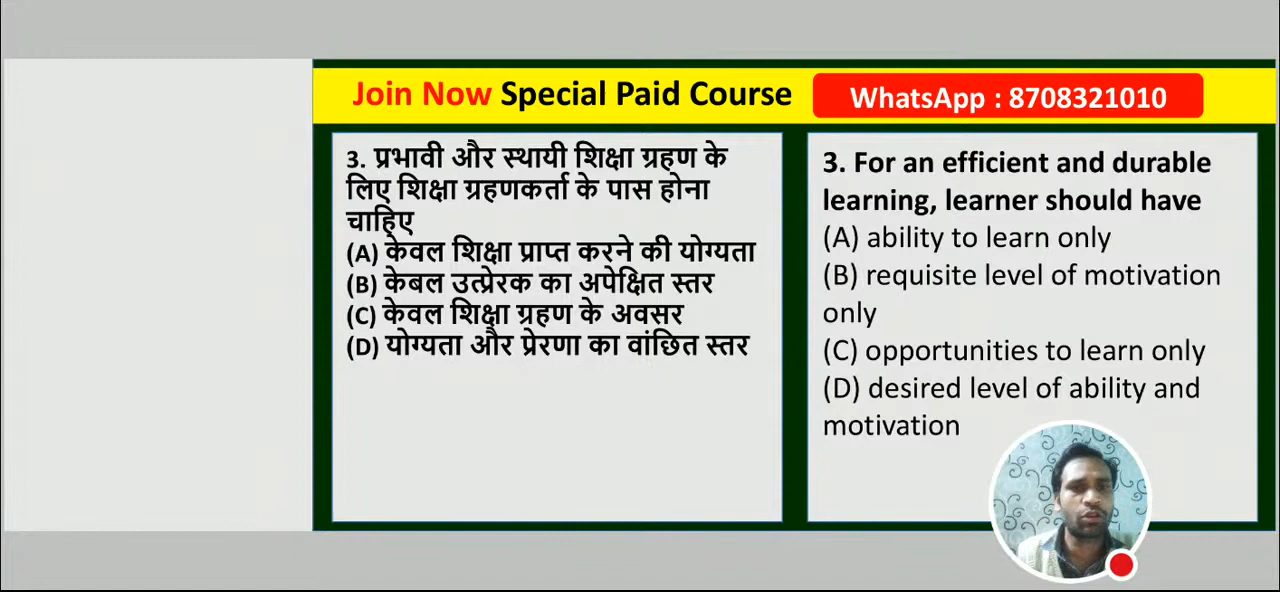 Join Now Special Paid Course
WhatsApp : 8708321010
3. प्रभावी और स्थायी शिक्षा ग्रहण के
लिए शिक्षा ग्रहणकर्ता के पास होना
चाहिए
(A) केवल शिक्षा प्राप्त करने की योग्यता
(B) केबल उत्प्रेरक का अपेक्षित स्तर
(C) केवल शिक्षा ग्रहण के अवसर
(D) योग्यता और प्रेरणा का वांछित स्तर
3. For an efficient and durable
learning, learner should have
(A) ability to learn only
(B) requisite level of motivation
only
(C) opportunities to learn only
(D) desired level of ability and
motivation